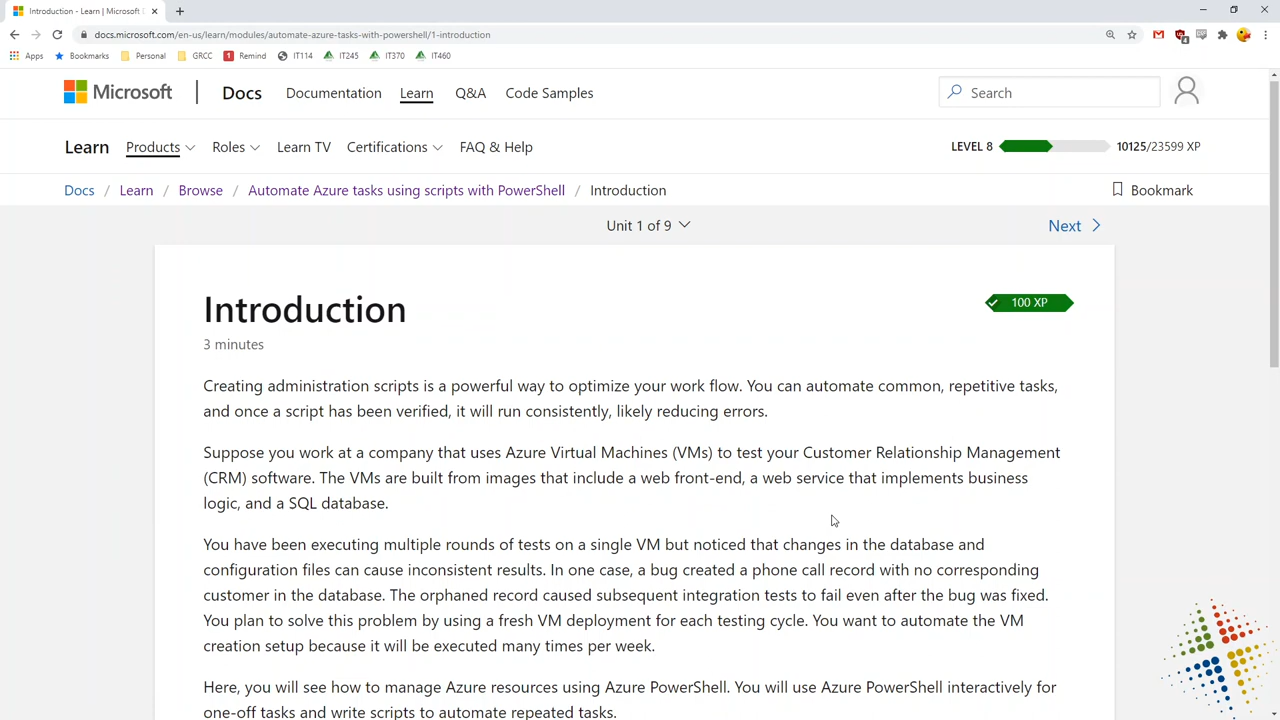 Introduction - Learn | Microsoft
docs.microsoft.com/en-us/learn/modules/automate-azure-tasks-with-powershell/1-introduction
Apps Bookmarks Personal GRCC Remind IT114 IT245 IT370 IT460
Microsoft Docs Documentation Learn Q&A Code Samples Search
Learn Products Roles Learn TV Certifications FAQ & Help LEVEL 8 10125/23599 XP
Docs / Learn / Browse / Automate Azure tasks using scripts with PowerShell / Introduction Bookmark
Unit 1 of 9 Next
Introduction
100 XP
3 minutes
Creating administration scripts is a powerful way to optimize your work flow. You can automate common, repetitive tasks,
and once a script has been verified, it will run consistently, likely reducing errors.
Suppose you work at a company that uses Azure Virtual Machines (VMs) to test your Customer Relationship Management
(CRM) software. The VMs are built from images that include a web front-end, a web service that implements business
logic, and a SQL database.
You have been executing multiple rounds of tests on a single VM but noticed that changes in the database and
configuration files can cause inconsistent results. In one case, a bug created a phone call record with no corresponding
customer in the database. The orphaned record caused subsequent integration tests to fail even after the bug was fixed.
You plan to solve this problem by using a fresh VM deployment for each testing cycle. You want to automate the VM
creation setup because it will be executed many times per week.
Here, you will see how to manage Azure resources using Azure PowerShell. You will use Azure PowerShell interactively for
one-off tasks and write scripts to automate repeated tasks.